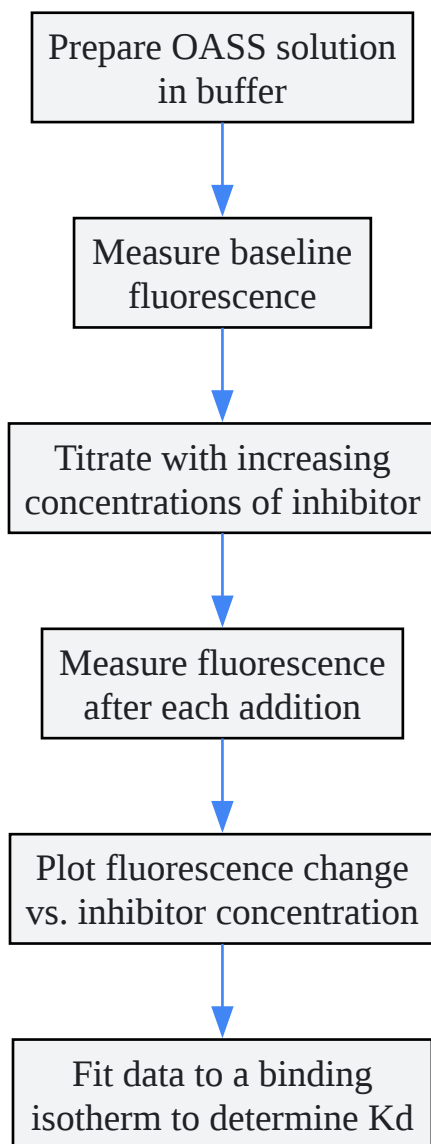 Prepare OASS solution
in buffer
Measure baseline
fluorescence
Titrate with increasing
concentrations of inhibitor
Measure fluorescence
after each addition
Plot fluorescence change
vs. inhibitor concentration
Fit data to a binding
isotherm to determine Kd